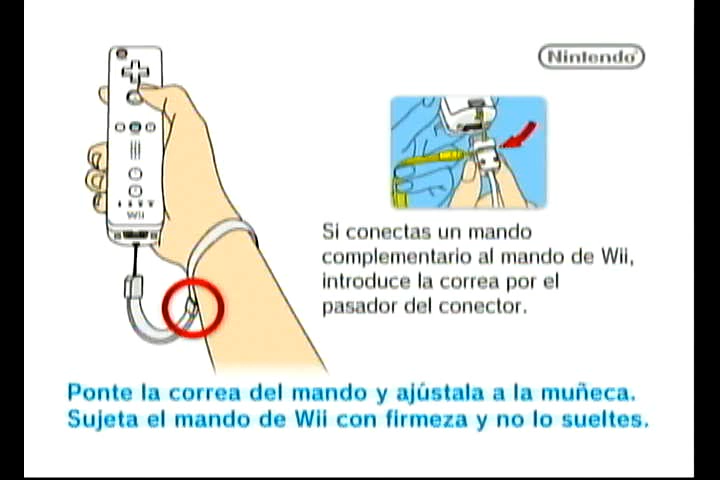 Nintendo
Wii
Si conectas un mando
complementario al mando de Wii,
introduce la correa por el
pasador del conector.
Ponte la correa del mando y ajústala a la muñeca.
Sujeta el mando de Wii con firmeza y no lo sueltes.